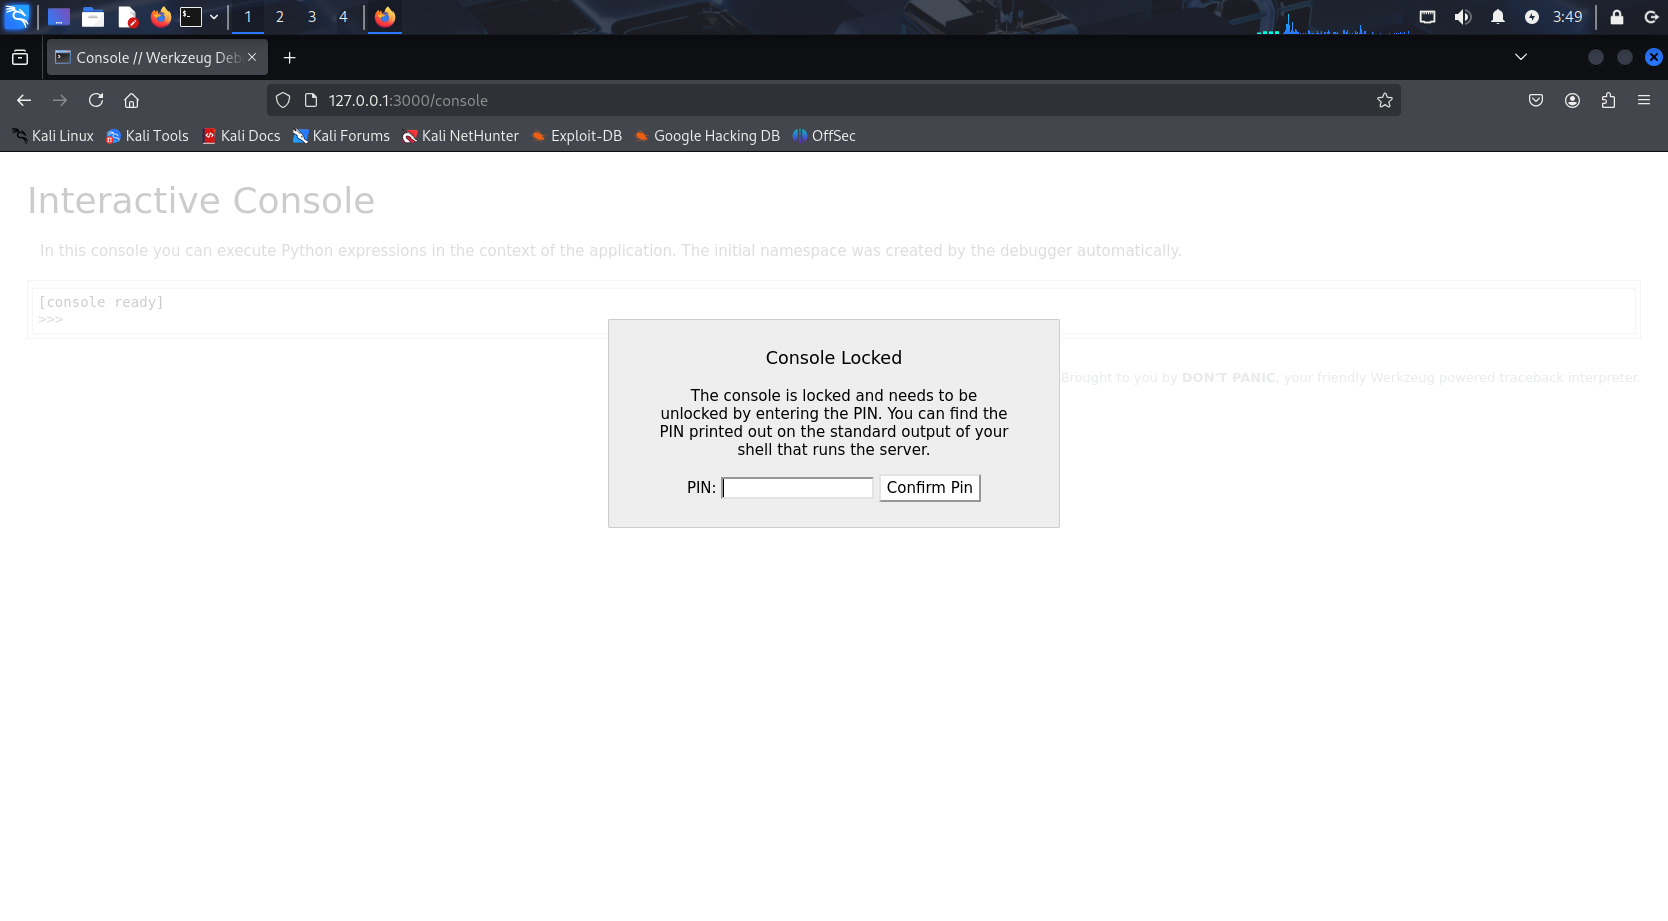 1 2 3 4 3:49
Console // Werkzeug Deb
127.0.0.1:3000/console
Kali Linux Kali Tools Kali Docs Kali Forums Kali NetHunter Exploit-DB Google Hacking DB OffSec
Interactive Console
In this console you can execute Python expressions in the context of the application. The initial namespace was created by the debugger automatically.
[console ready]
>>>
Console Locked
The console is locked and needs to be
unlocked by entering the PIN. You can find the
PIN printed out on the standard output of your
shell that runs the server.
PIN: Confirm Pin
Brought to you by DON'T PANIC, your friendly Werkzeug powered traceback interpreter.